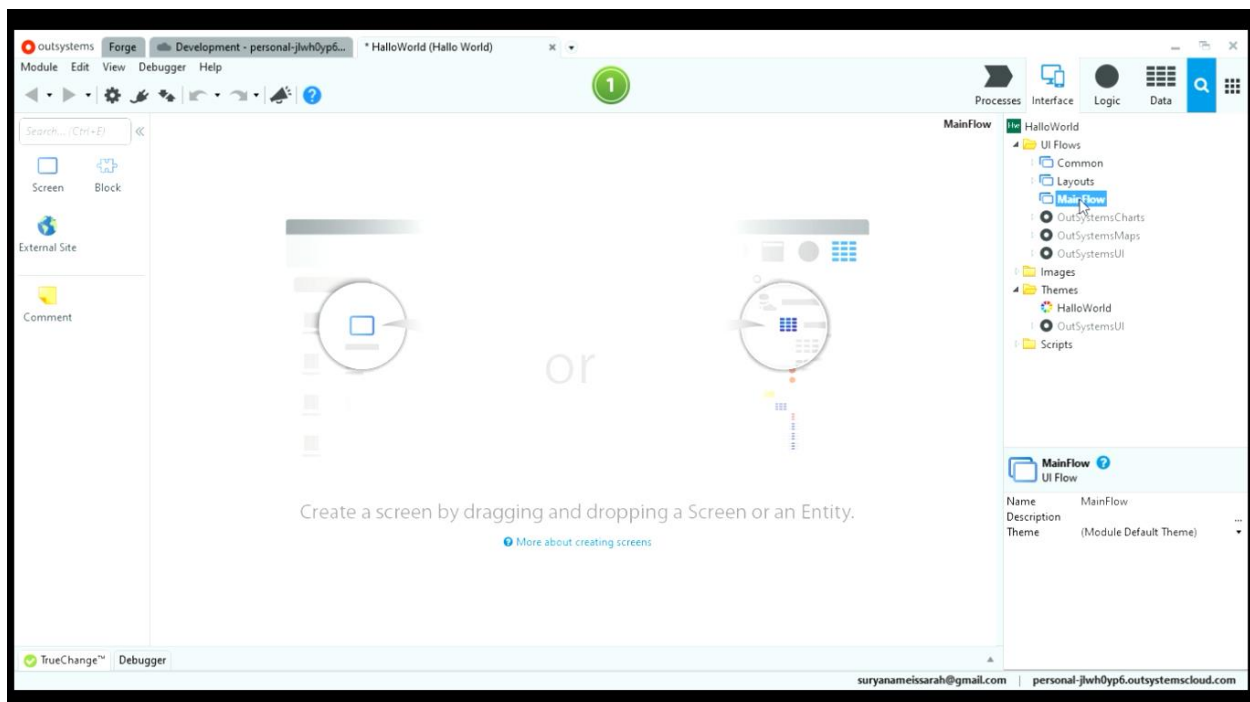 outsystems Forge Development - personal-jlwh0yp6... * HalloWorld (Hallo World)
Module Edit View Debugger Help
1
Processes Interface Logic Data
Search... (Ctrl+E)
Screen Block
External Site
Comment
MainFlow
HalloWorld
UI Flows
Common
Layouts
MainFlow
OutSystemsCharts
OutSystemsMaps
OutSystemsUI
Images
Themes
HalloWorld
OutSystemsUI
Scripts
or
Create a screen by dragging and dropping a Screen or an Entity.
More about creating screens
MainFlow
UI Flow
Name MainFlow
Description ...
Theme (Module Default Theme)
TrueChange™ Debugger
suryanameissarah@gmail.com | personal-jlwh0yp6.outsystemscloud.com